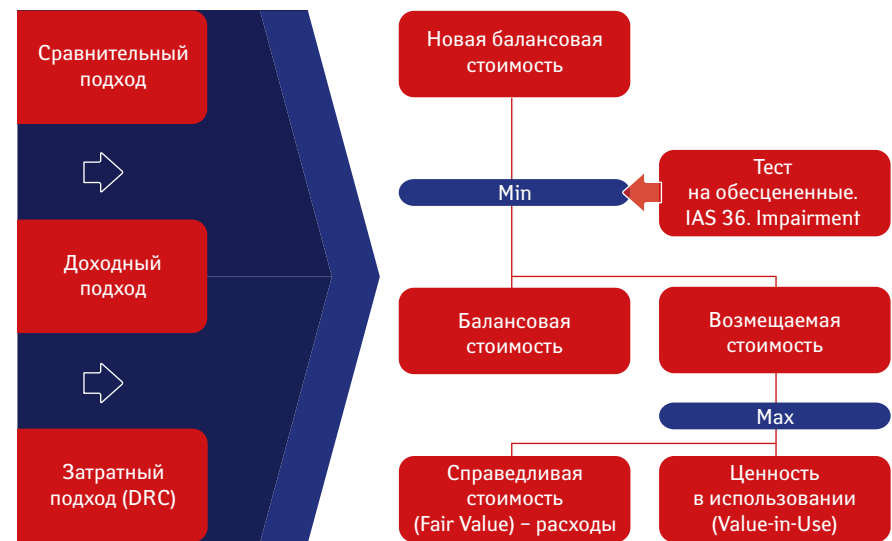 Сравнительный
подход
Доходный
подход
Затратный
подход (DRC)
Новая балансовая
стоимость
Min
Тест
на обесцененные.
IAS 36. Impairment
Балансовая
стоимость
Возмещаемая
стоимость
Max
Справедливая
стоимость
(Fair Value) – расходы
Ценность
в использовании
(Value-in-Use)